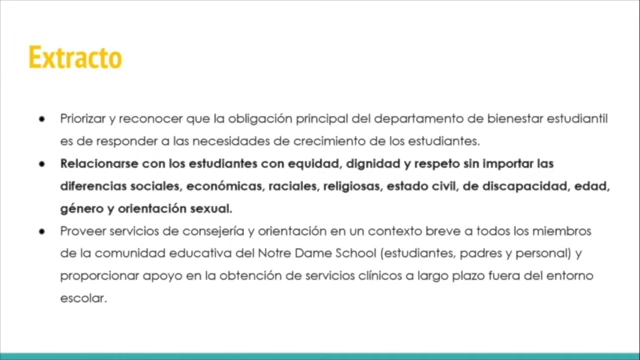 Extracto
● Priorizar y reconocer que la obligación principal del departamento de bienestar estudiantil
es de responder a las necesidades de crecimiento de los estudiantes.
● Relacionarse con los estudiantes con equidad, dignidad y respeto sin importar las
diferencias sociales, económicas, raciales, religiosas, estado civil, de discapacidad, edad,
género y orientación sexual.
● Proveer servicios de consejería y orientación en un contexto breve a todos los miembros
de la comunidad educativa del Notre Dame School (estudiantes, padres y personal) y
proporcionar apoyo en la obtención de servicios clínicos a largo plazo fuera del entorno
escolar.